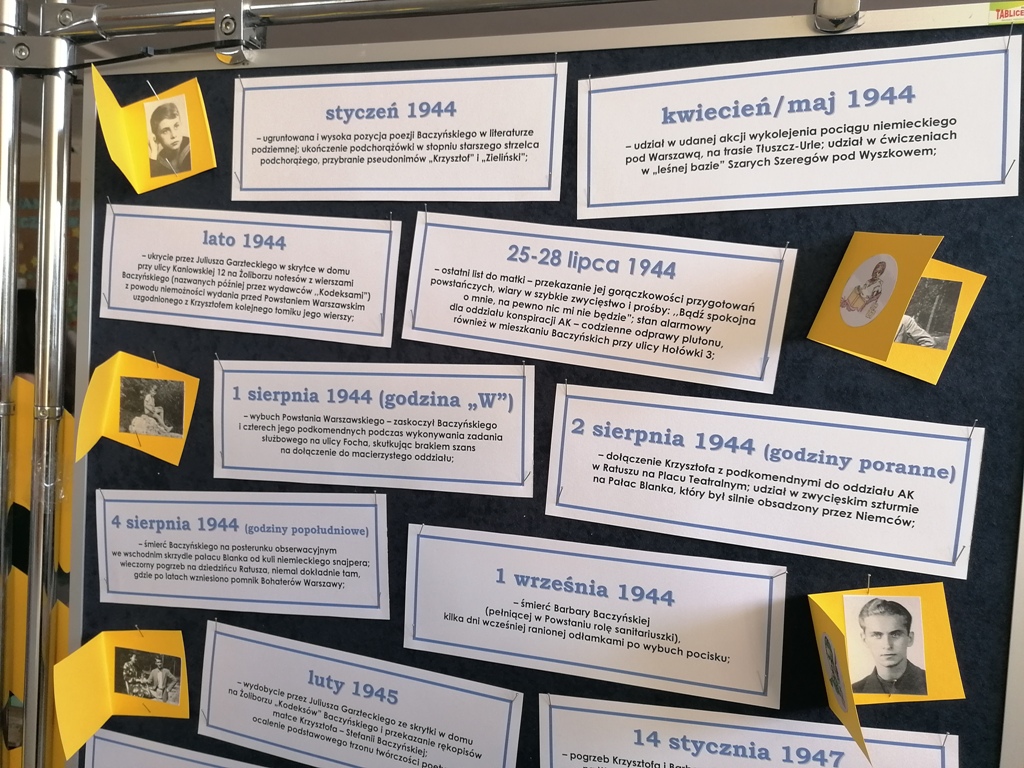 TABLICE
styczeń 1944
– ugruntowana i wysoka pozycja poezji Baczyńskiego w literaturze
podziemnej; ukończenie podchorążówki w stopniu starszego strzelca
podchorążego, przybranie pseudonimów „Krzysztof” i „Zieliński”;
kwiecień/maj 1944
– udział w udanej akcji wykolejenia pociągu niemieckiego
pod Warszawą, na trasie Tłuszcz-Urle; udział w ćwiczeniach
w „leśnej bazie” Szarych Szeregów pod Wyszkowem;
lato 1944
– ukrycie przez Juliusza Garzteckiego w skrytce w domu
przy ulicy Kaniowskiej 12 na Żoliborzu notesów z wierszami
Baczyńskiego (nazwanych później przez wydawców „Kodeksami”)
z powodu niemożności wydania przed Powstaniem Warszawskim
uzgodnionego z Krzysztofem kolejnego tomiku jego wierszy;
25-28 lipca 1944
– ostatni list do matki – przekazanie jej gorączkowości przygotowań
powstańczych, wiary w szybkie zwycięstwo i prośby: ,,Bądź spokojna
o mnie, na pewno nic mi nie będzie”; stan alarmowy
dla oddziału konspiracji AK – codzienne odprawy plutonu,
również w mieszkaniu Baczyńskich przy ulicy Hołówki 3;
1 sierpnia 1944 (godzina „W”)
– wybuch Powstania Warszawskiego – zaskoczył Baczyńskiego
i czterech jego podkomendnych podczas wykonywania zadania
służbowego na ulicy Focha, skutkując brakiem szans
na dołączenie do macierzystego oddziału;
2 sierpnia 1944 (godziny poranne)
– dołączenie Krzysztofa z podkomendnymi do oddziału AK
w Ratuszu na Placu Teatralnym; udział w zwycięskim szturmie
na Pałac Blanka, który był silnie obsadzony przez Niemców;
4 sierpnia 1944 (godziny popołudniowe)
– śmierć Baczyńskiego na posterunku obserwacyjnym
we wschodnim skrzydle pałacu Blanka od kuli niemieckiego snajpera;
wieczorny pogrzeb na dziedzińcu Ratusza, niemal dokładnie tam,
gdzie po latach wzniesiono pomnik Bohaterów Warszawy;
1 września 1944
– śmierć Barbary Baczyńskiej
(pełniącej w Powstaniu rolę sanitariuszki),
kilka dni wcześniej ranionej odłamkami po wybuch pocisku;
luty 1945
– wydobycie przez Juliusza Garzteckiego ze skrytki w domu
na Żoliborzu „Kodeksów” Baczyńskiego i przekazanie rękopisów
matce Krzysztofa – Stefanii Baczyńskiej;
ocalenie podstawowego trzonu twórczości
14 stycznia 1947
– pogrzeb Krzysztofa i